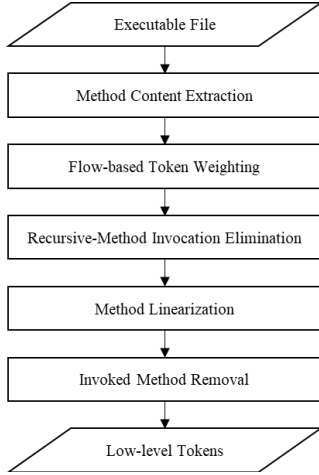 Executable File
Method Content Extraction
Flow-based Token Weighting
Recursive-Method Invocation Elimination
Method Linearization
Invoked Method Removal
Low-level Tokens